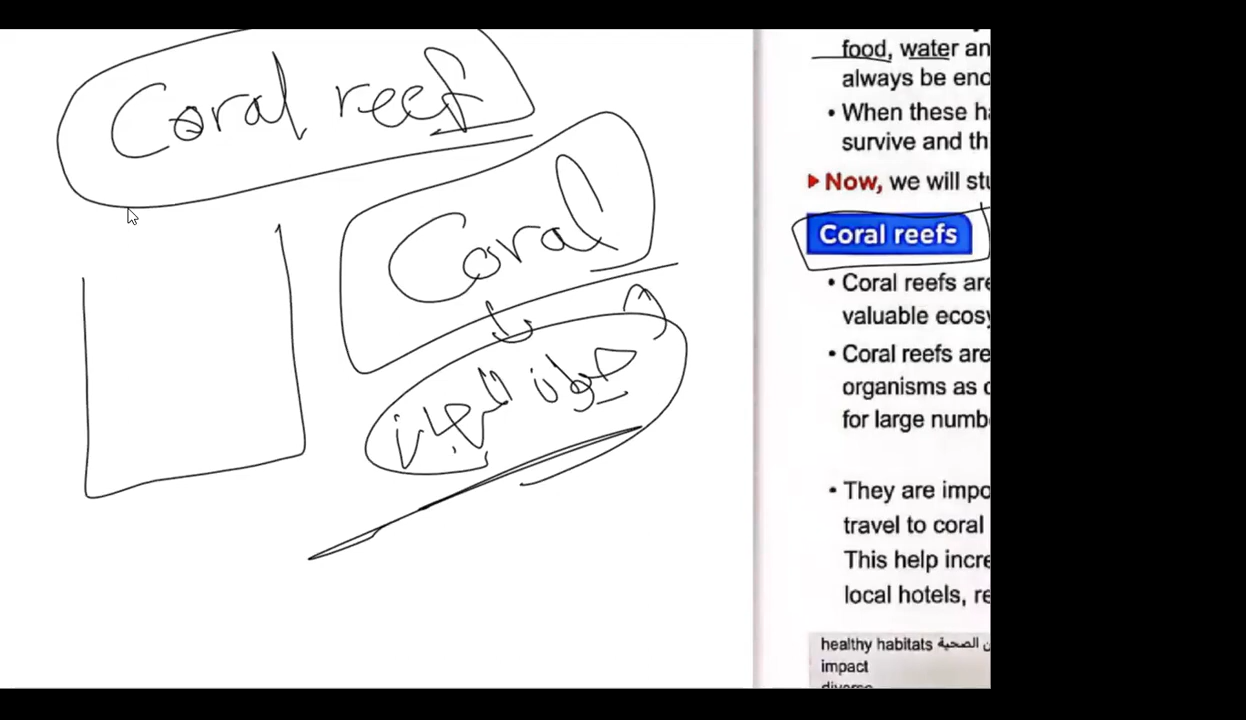 Coral reef
Coral
حيوان المرجان
food, water an
always be eno
• When these ha
survive and th
Now, we will stu
Coral reefs
• Coral reefs are
valuable ecosy
• Coral reefs are
organisms as c
for large numb
• They are impo
travel to coral
This help incre
local hotels, re
healthy habitats ن الصحية
impact
diverse